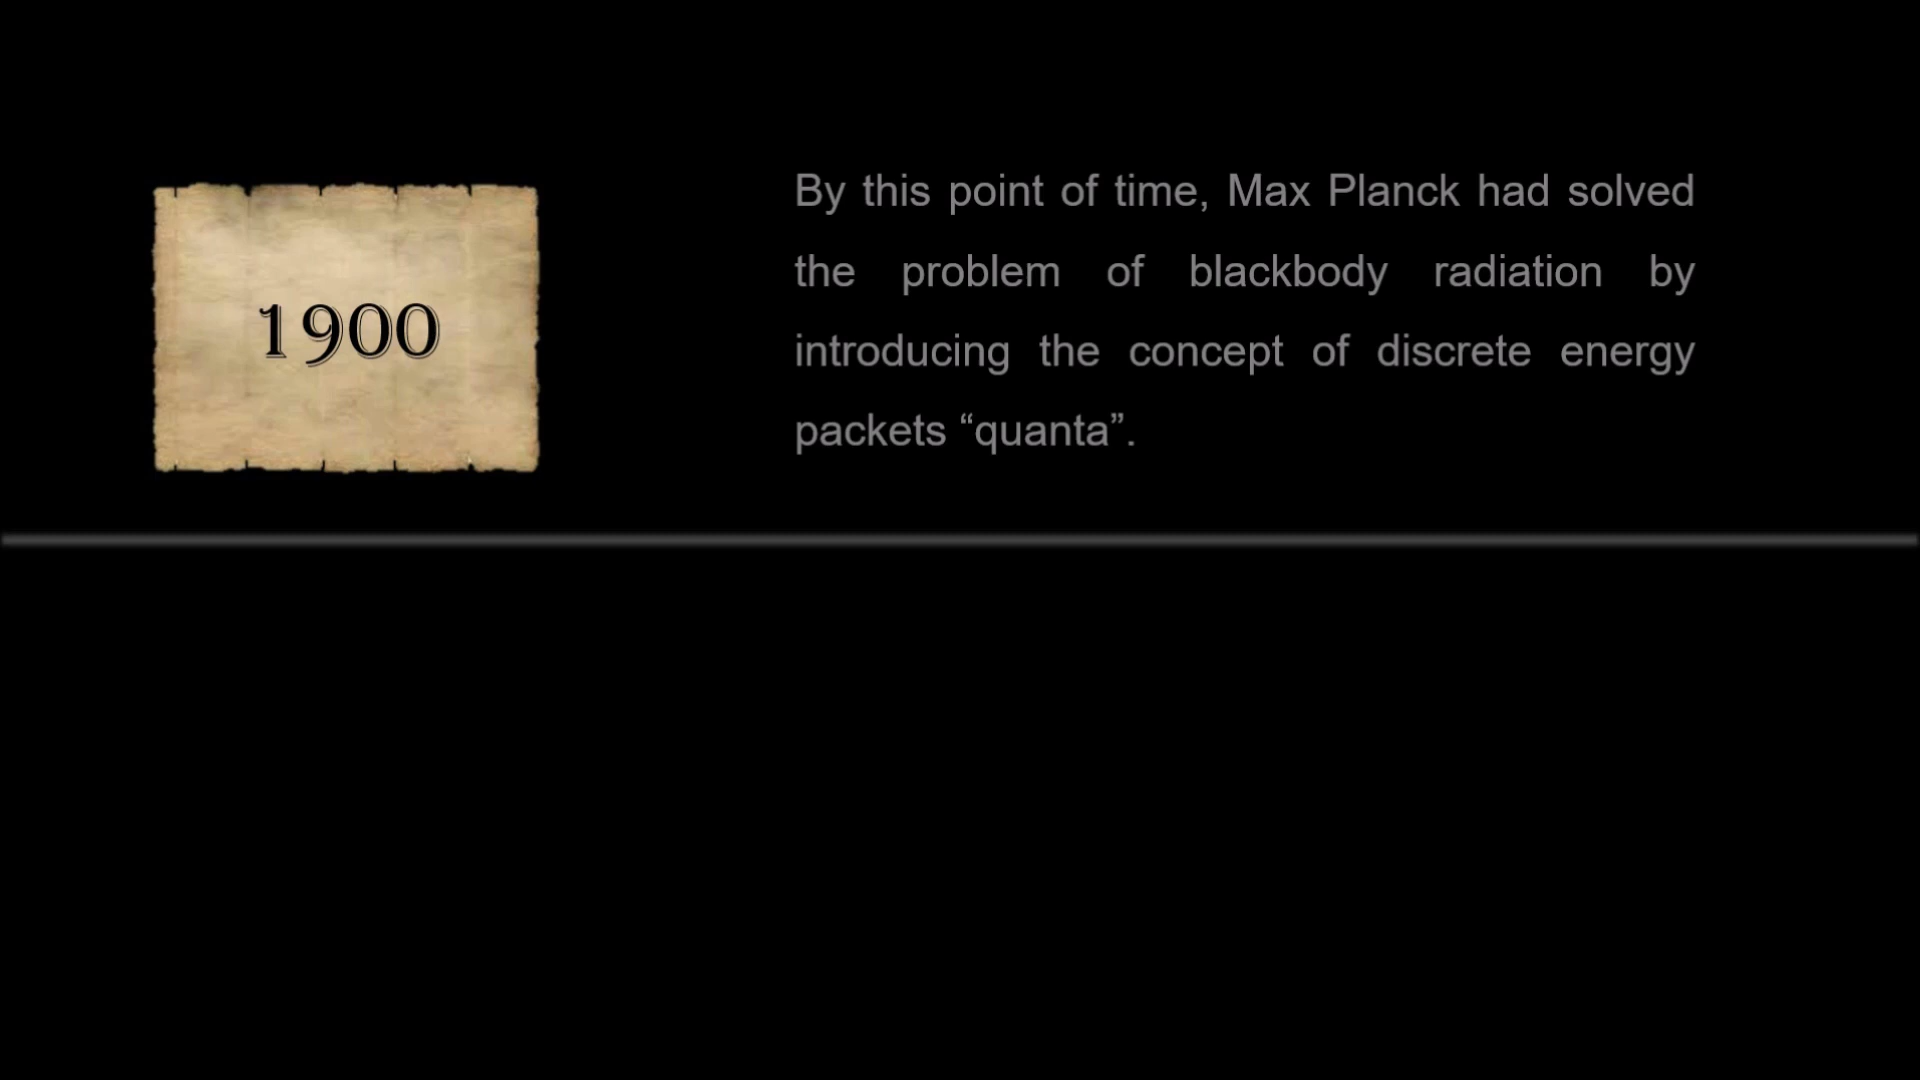 1900
By this point of time, Max Planck had solved
the problem of blackbody radiation by
introducing the concept of discrete energy
packets “quanta”.